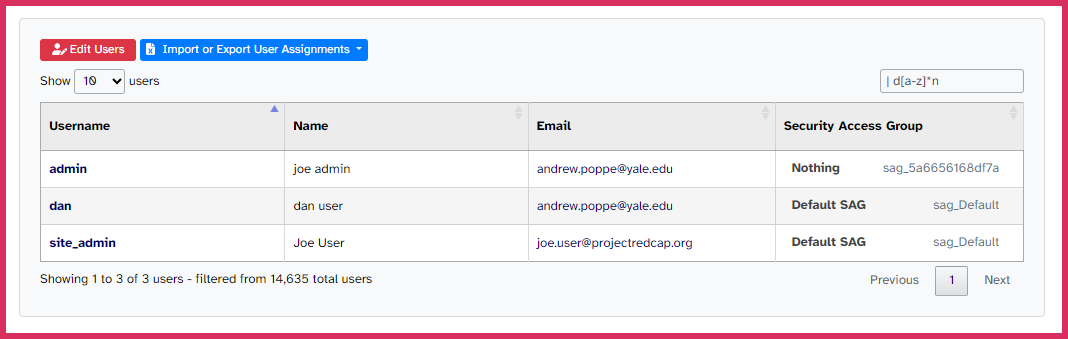 Edit Users Import or Export User Assignments
Show 10 users | d[a-z]*n
Username Name Email Security Access Group
admin joe admin andrew.poppe@yale.edu Nothing sag_5a6656168df7a
dan dan user andrew.poppe@yale.edu Default SAG sag_Default
site_admin Joe User joe.user@projectredcap.org Default SAG sag_Default
Showing 1 to 3 of 3 users - filtered from 14,635 total users Previous 1 Next